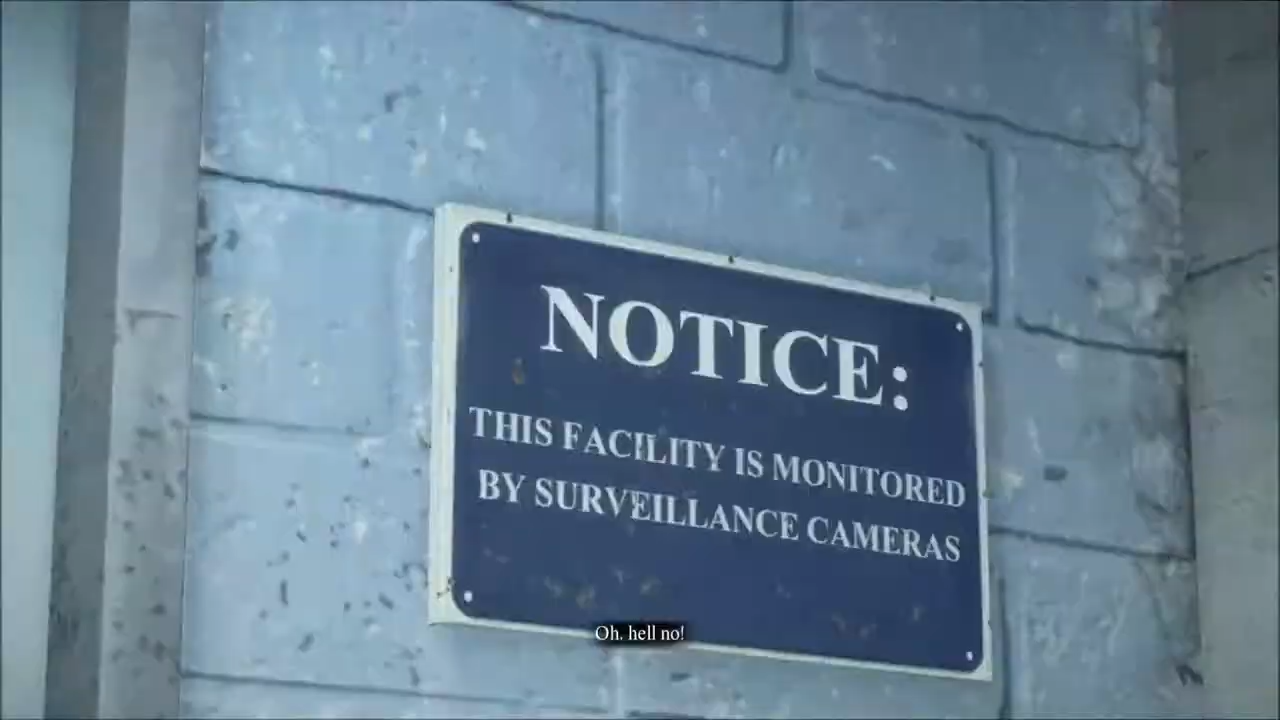 NOTICE:
THIS FACILITY IS MONITORED
BY SURVEILLANCE CAMERAS
Oh, hell no!